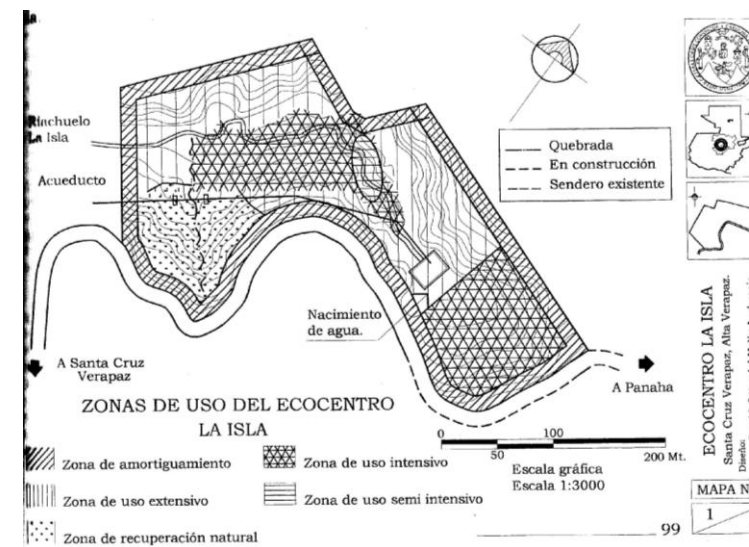 Riachuelo
La Isla
Acueducto
Quebrada
En construcción
Sendero existente
Nacimiento
de agua.
A Santa Cruz
Verapaz
A Panaha
ZONAS DE USO DEL ECOCENTRO
LA ISLA
Zona de amortiguamiento
Zona de uso intensivo
Zona de uso extensivo
Zona de uso semi intensivo
Zona de recuperación natural
0 100
50 200 Mt.
Escala gráfica
Escala 1:3000
ECOCENTRO LA ISLA
Santa Cruz Verapaz, Alta Verapaz.
Diseño:
MAPA N
1
99